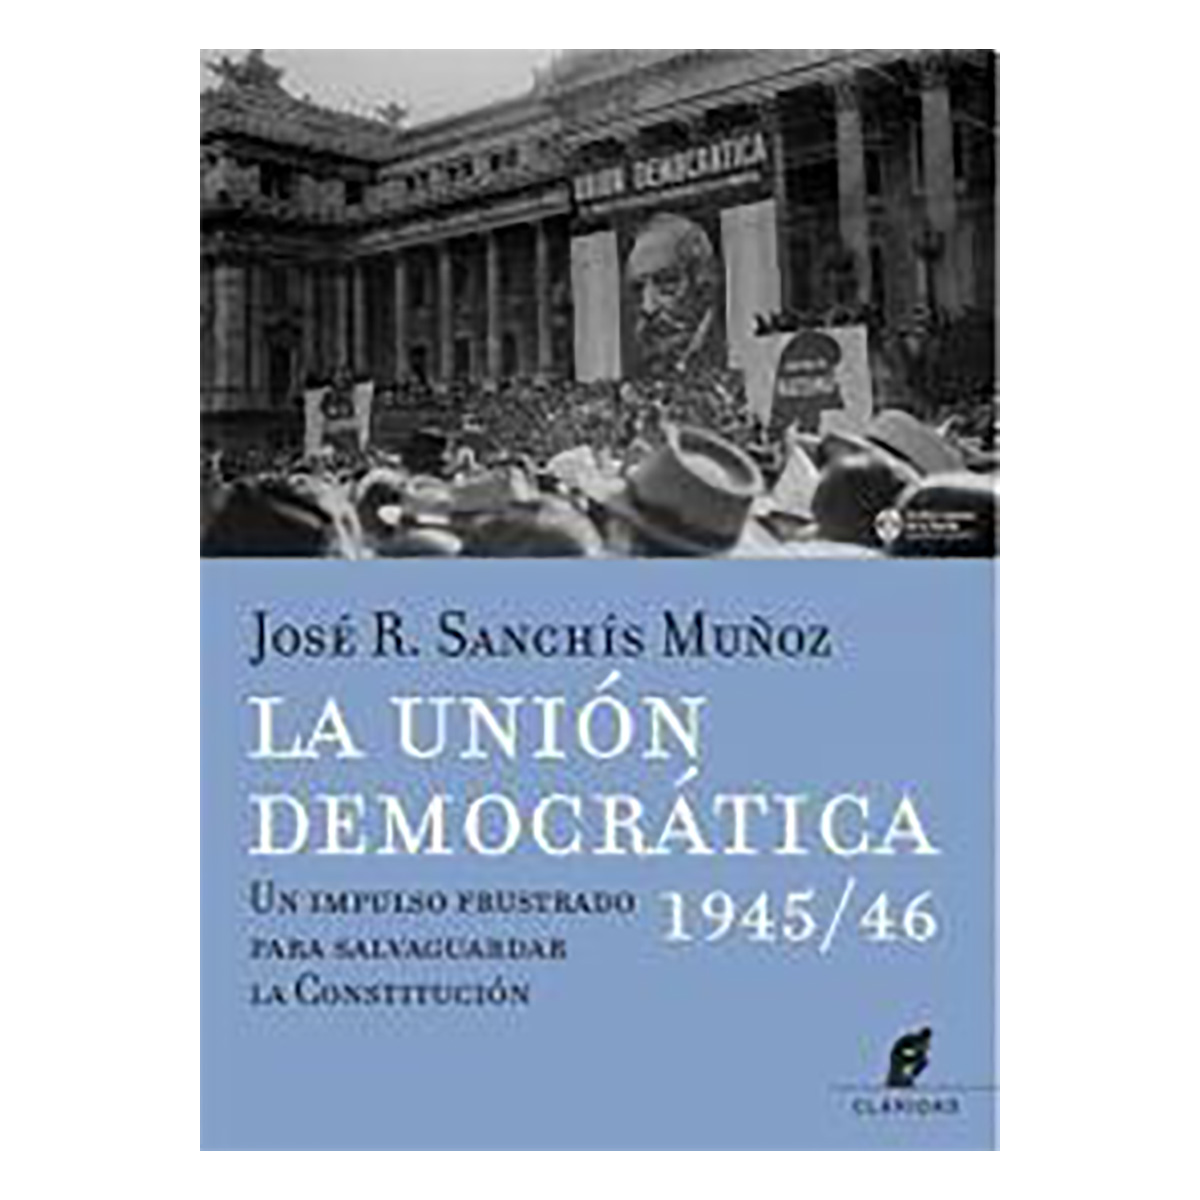 UNION DEMOCRATICA
JOSÉ R. SANCHÍS MUÑOZ
LA UNIÓN
DEMOCRÁTICA
UN IMPULSO FRUSTRADO
1945/46
PARA SALVAGUARDAR
LA CONSTITUCIÓN
CLARIDAD